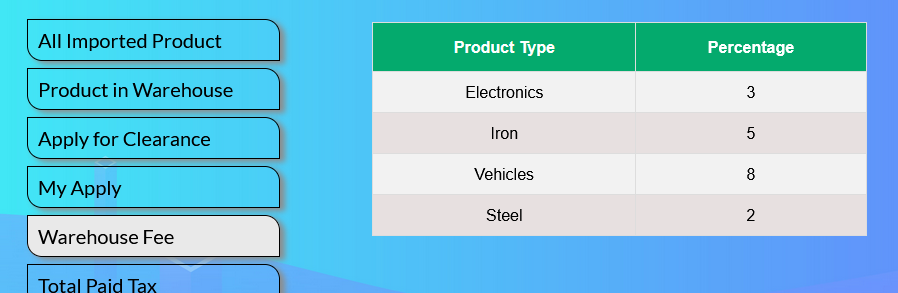 All Imported Product
Product in Warehouse
Apply for Clearance
My Apply
Warehouse Fee
Total Paid Tax
Product Type Percentage
Electronics 3
Iron 5
Vehicles 8
Steel 2